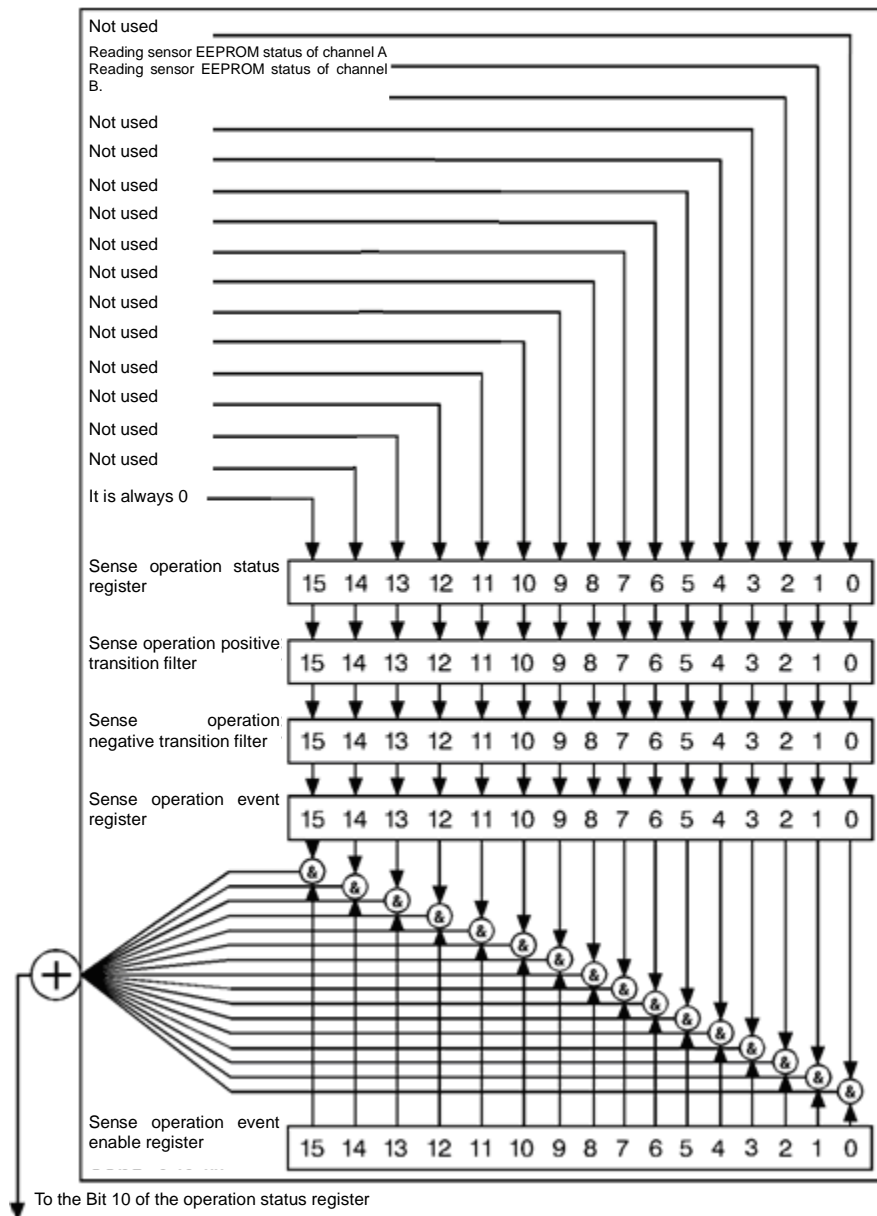 Not used
Reading sensor EEPROM status of channel A
Reading sensor EEPROM status of channel
B.
Not used
Not used
Not used
Not used
Not used
Not used
Not used
Not used
Not used
Not used
Not used
Not used
It is always 0
Sense operation status
register
15 14 13 12 11 10 9 8 7 6 5 4 3 2 1 0
Sense operation positive
transition filter
15 14 13 12 11 10 9 8 7 6 5 4 3 2 1 0
Sense operation
negative transition filter
15 14 13 12 11 10 9 8 7 6 5 4 3 2 1 0
Sense operation event
register
15 14 13 12 11 10 9 8 7 6 5 4 3 2 1 0
& & & & & & & & & & & & & & & &
+
Sense operation event
enable register
15 14 13 12 11 10 9 8 7 6 5 4 3 2 1 0
To the Bit 10 of the operation status register